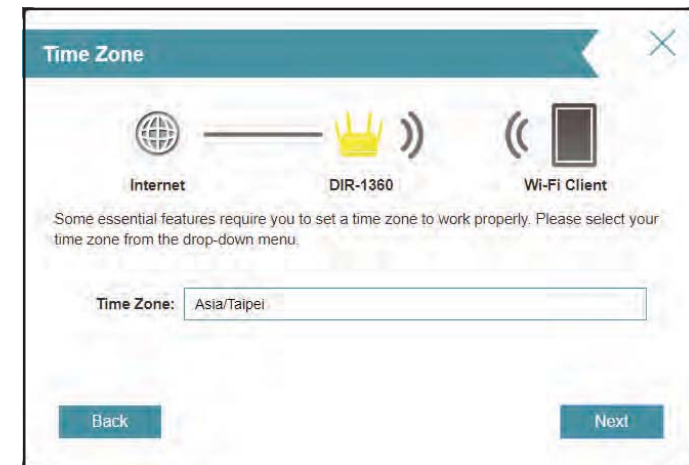 Time Zone
Internet
DIR-1360
Wi-Fi Client
Some essential features require you to set a time zone to work properly. Please select your
time zone from the drop-down menu.
Time Zone: Asia/Taipei
Back
Next